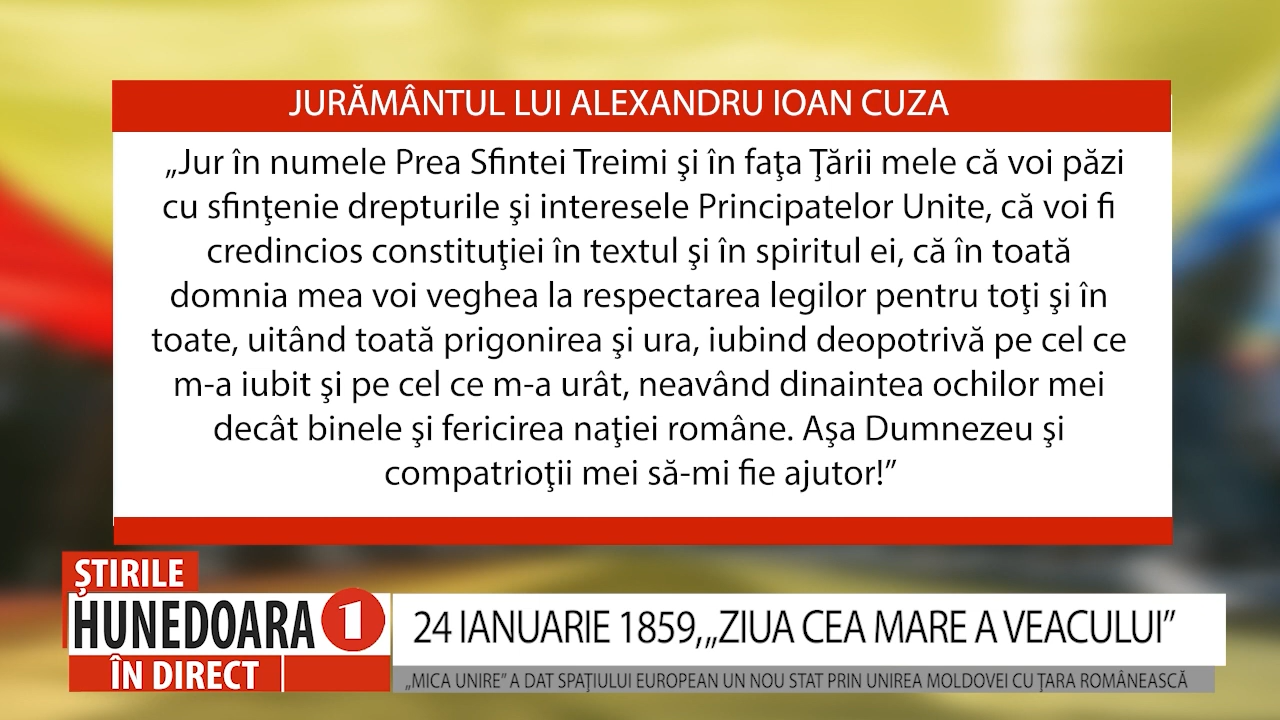 JURĂMÂNTUL LUI ALEXANDRU IOAN CUZA
„Jur în numele Prea Sfintei Treimi şi în faţa Ţării mele că voi păzi
cu sfinţenie drepturile şi interesele Principatelor Unite, că voi fi
credincios constituţiei în textul şi în spiritul ei, că în toată
domnia mea voi veghea la respectarea legilor pentru toţi şi în
toate, uitând toată prigonirea şi ura, iubind deopotrivă pe cel ce
m-a iubit şi pe cel ce m-a urât, neavând dinaintea ochilor mei
decât binele şi fericirea naţiei române. Aşa Dumnezeu şi
compatrioţii mei să-mi fie ajutor!”
ŞTIRILE
HUNEDOARA 1
ÎN DIRECT
24 IANUARIE 1859,„ZIUA CEA MARE A VEACULUI”
„MICA UNIRE” A DAT SPAŢIULUI EUROPEAN UN NOU STAT PRIN UNIREA MOLDOVEI CU ŢARA ROMÂNEASCĂ